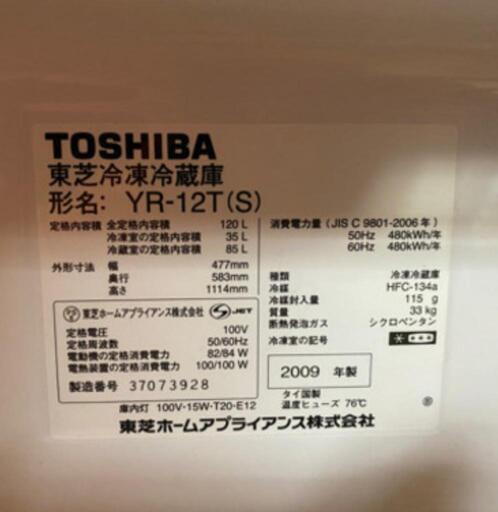 TOSHIBA
東芝冷凍冷蔵庫
形名: YR-12T(S)
定格内容積 全定格内容積 120 L
冷凍室の定格内容積 35 L
冷蔵室の定格内容積 85 L
外形寸法 幅 477mm
奥行 583mm
高さ 1114mm
東芝ホームアプライアンス株式会社 JET
定格電圧 100V
定格周波数 50/60Hz
電動機の定格消費電力 82/84 W
電熱装置の定格消費電力 100/100 W
製造番号 37073928
消費電力量 (JIS C 9801-2006 年)
50Hz 480kWh/年
60Hz 480kWh/年
種類 冷凍冷蔵庫
冷媒 HFC-134a
冷媒封入量 115 g
質量 33 kg
断熱発泡ガス シクロペンタン
冷凍室の記号
2009 年製
タイ国製
庫内灯 100V-15W-T20-E12
温度ヒューズ 76℃
東芝ホームアプライアンス株式会社